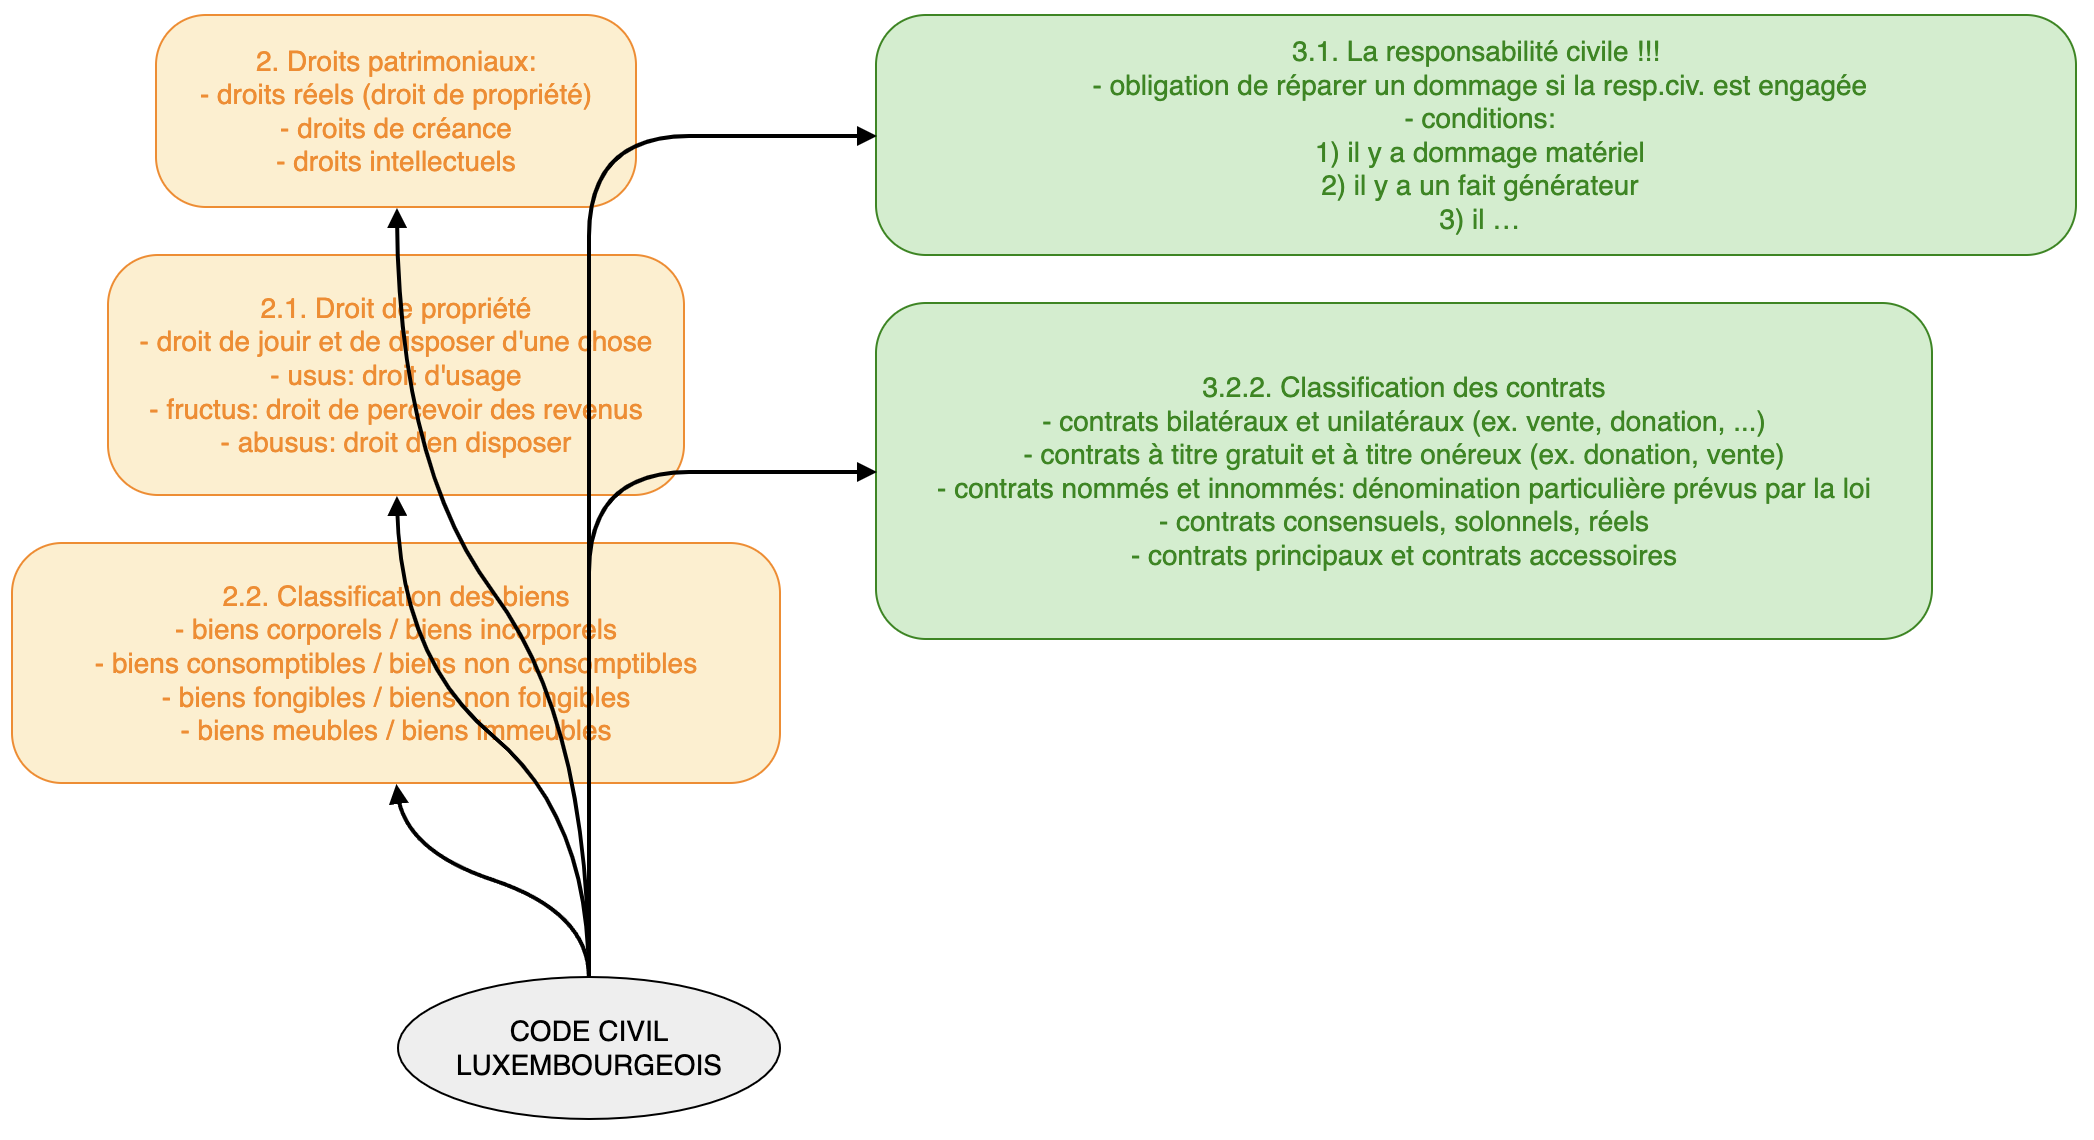 2. Droits patrimoniaux:
- droits réels (droit de propriété)
- droits de créance
- droits intellectuels
2.1. Droit de propriété
- droit de jouir et de disposer d'une chose
- usus: droit d'usage
- fructus: droit de percevoir des revenus
- abusus: droit d'en disposer
2.2. Classification des biens
- biens corporels / biens incorporels
- biens consomptibles / biens non consomptibles
- biens fongibles / biens non fongibles
- biens meubles / biens immeubles
3.1. La responsabilité civile !!!
- obligation de réparer un dommage si la resp.civ. est engagée
- conditions:
1) il y a dommage matériel
2) il y a un fait générateur
3) il …
3.2.2. Classification des contrats
- contrats bilatéraux et unilatéraux (ex. vente, donation, ...)
- contrats à titre gratuit et à titre onéreux (ex. donation, vente)
- contrats nommés et innommés: dénomination particulière prévus par la loi
- contrats consensuels, solonnels, réels
- contrats principaux et contrats accessoires
CODE CIVIL
LUXEMBOURGEOIS